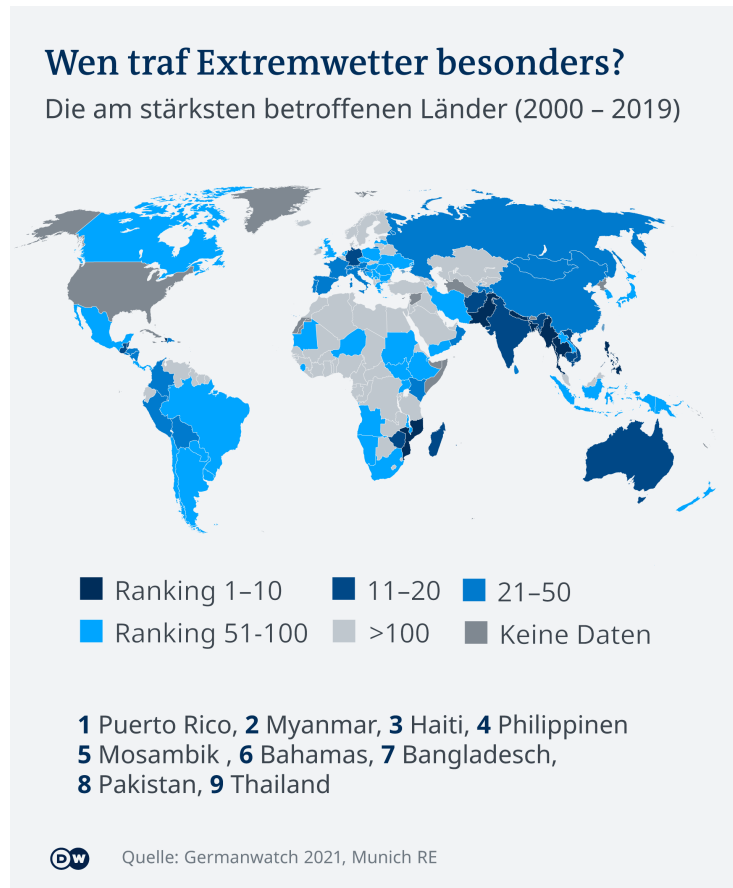 Wen traf Extremwetter besonders?
Die am stärksten betroffenen Länder (2000 – 2019)
Ranking 1–10 11–20 21–50
Ranking 51-100 >100 Keine Daten
1 Puerto Rico, 2 Myanmar, 3 Haiti, 4 Philippinen
5 Mosambik , 6 Bahamas, 7 Bangladesch,
8 Pakistan, 9 Thailand
DW Quelle: Germanwatch 2021, Munich RE